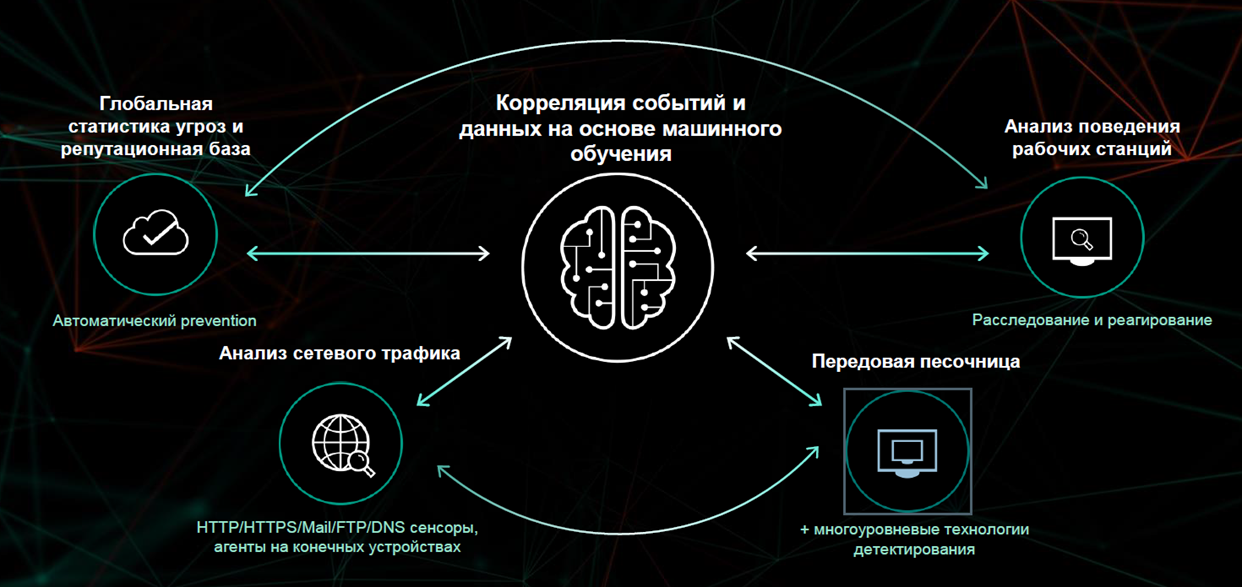 Глобальная
статистика угроз и
репутационная база
Автоматический prevention
Корреляция событий и
данных на основе машинного
обучения
Анализ поведения
рабочих станций
Расследование и реагирование
Анализ сетевого трафика
HTTP/HTTPS/Mail/FTP/DNS сенсоры,
агенты на конечных устройствах
Передовая песочница
+ многоуровневые технологии
детектирования